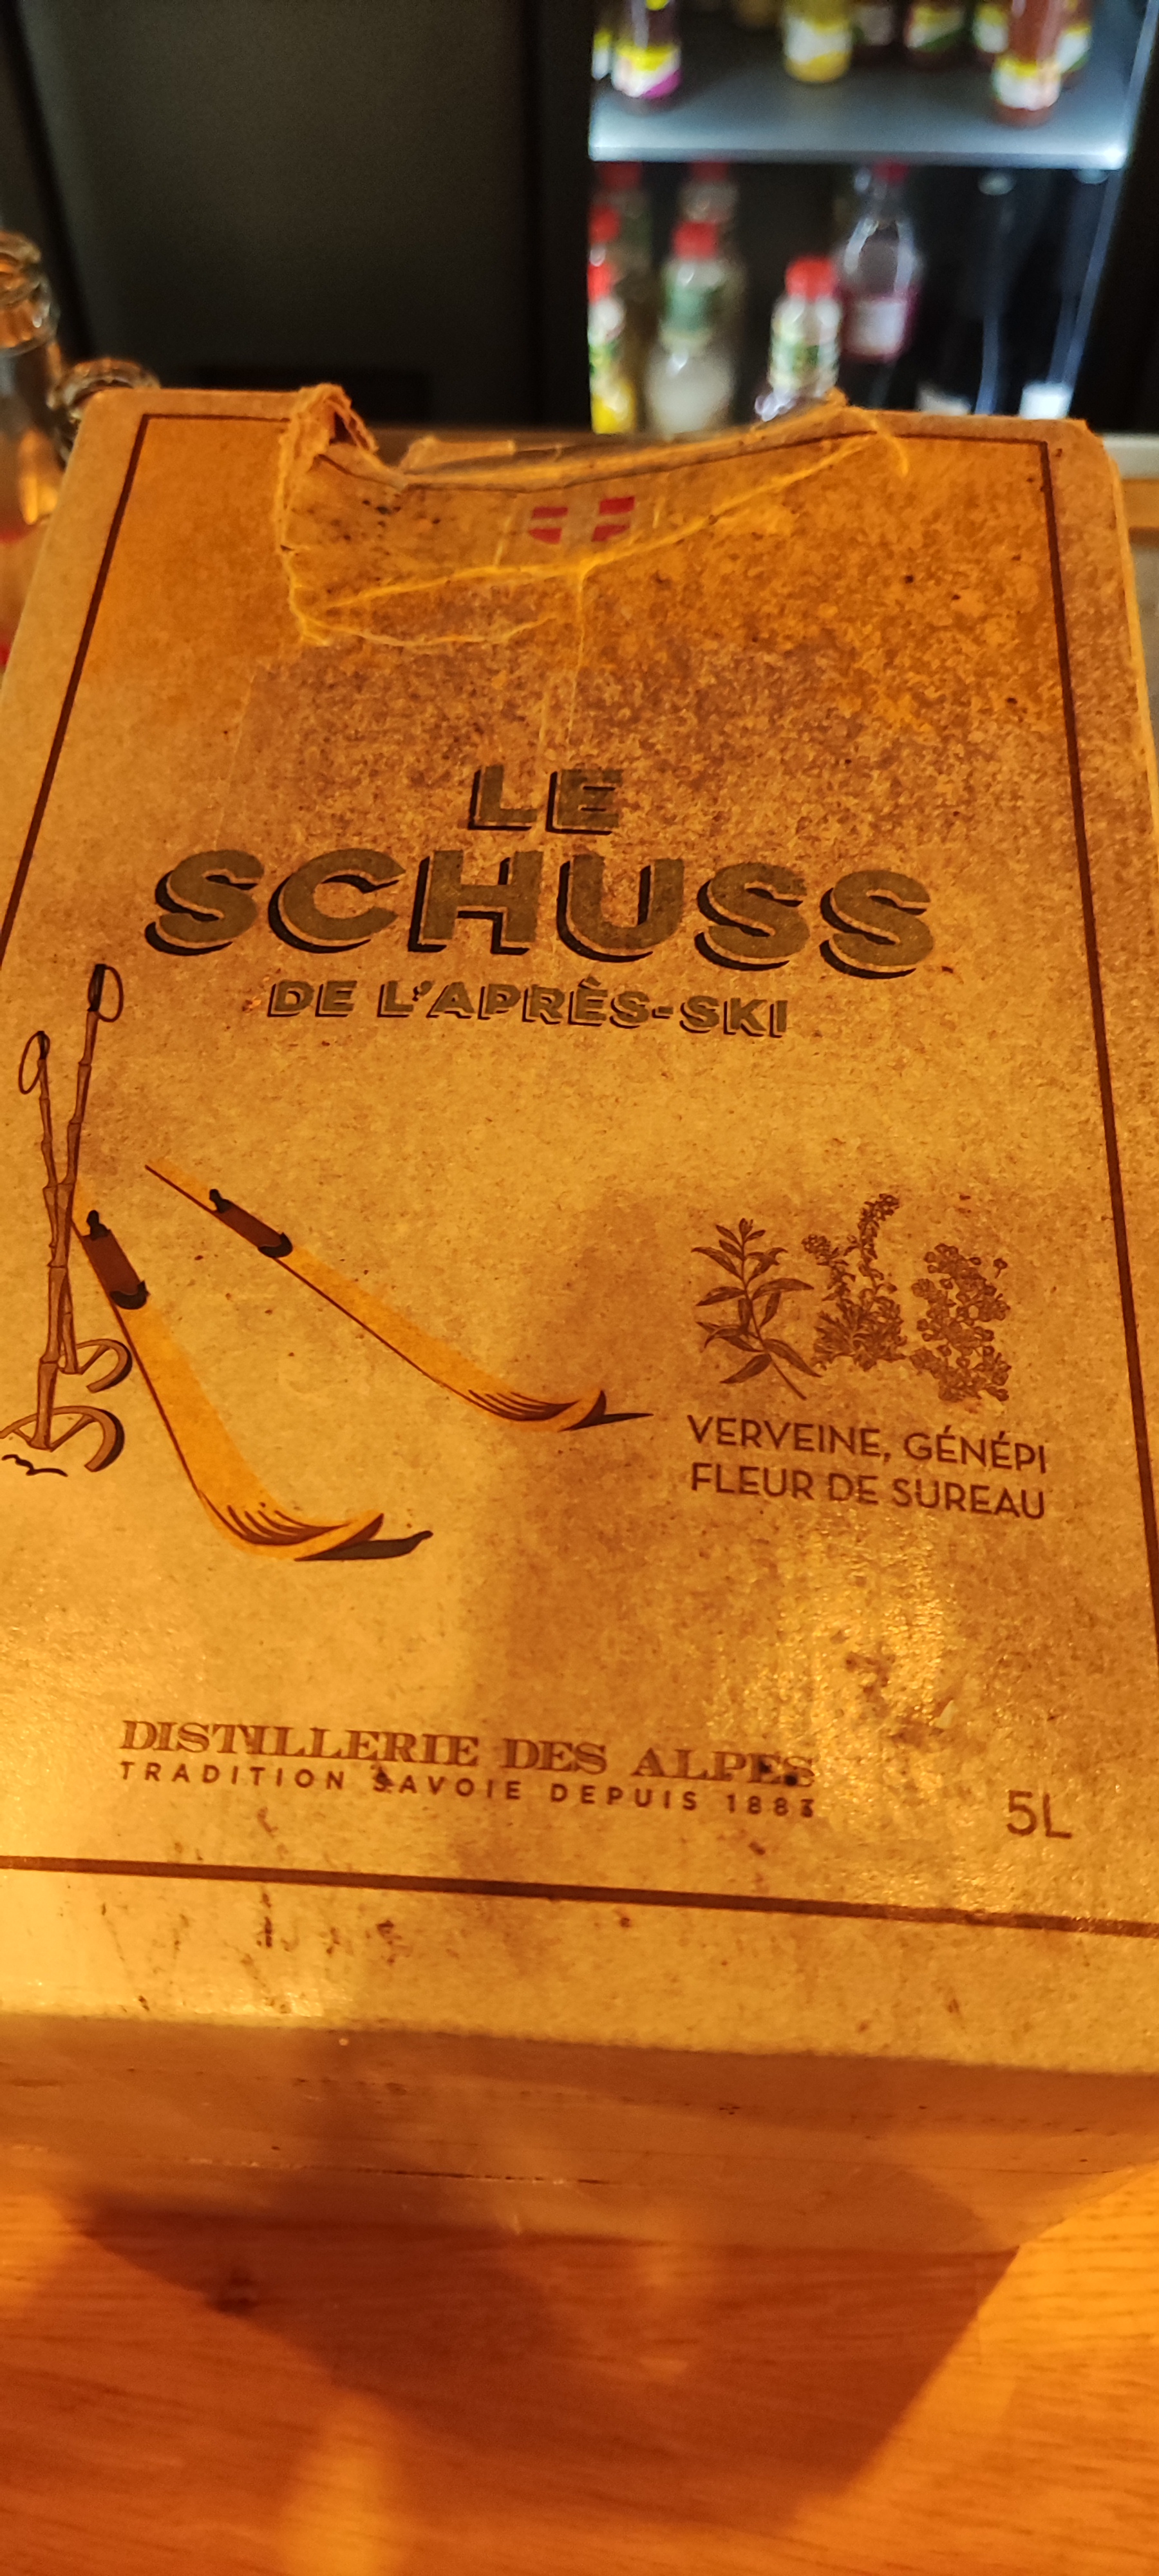 LE
SCHUSS
DE L'APRÈS-SKI
VERVEINE, GÉNÉPI
FLEUR DE SUREAU
DISTILLERIE DES ALPES
TRADITION SAVOIE DEPUIS 1883
5L